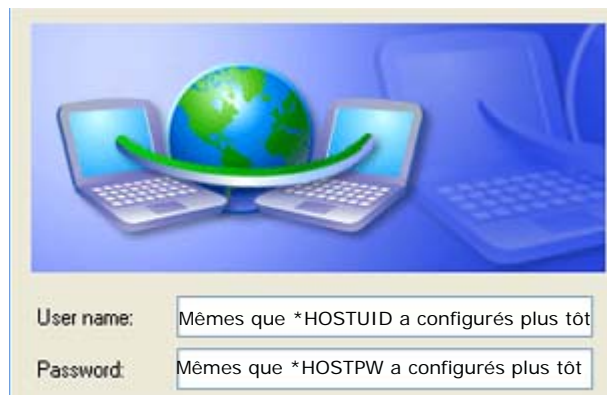 User name: Mêmes que *HOSTUID a configurés plus tôt
Password: Mêmes que *HOSTPW a configurés plus tôt